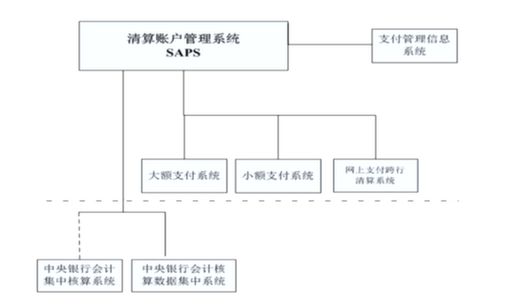 清算账户管理系统
SAPS
支付管理信息
系统
大额支付系统
小额支付系统
网上支付跨行
清算系统
中央银行会计
集中核算系统
中央银行会计核
算数据集中系统